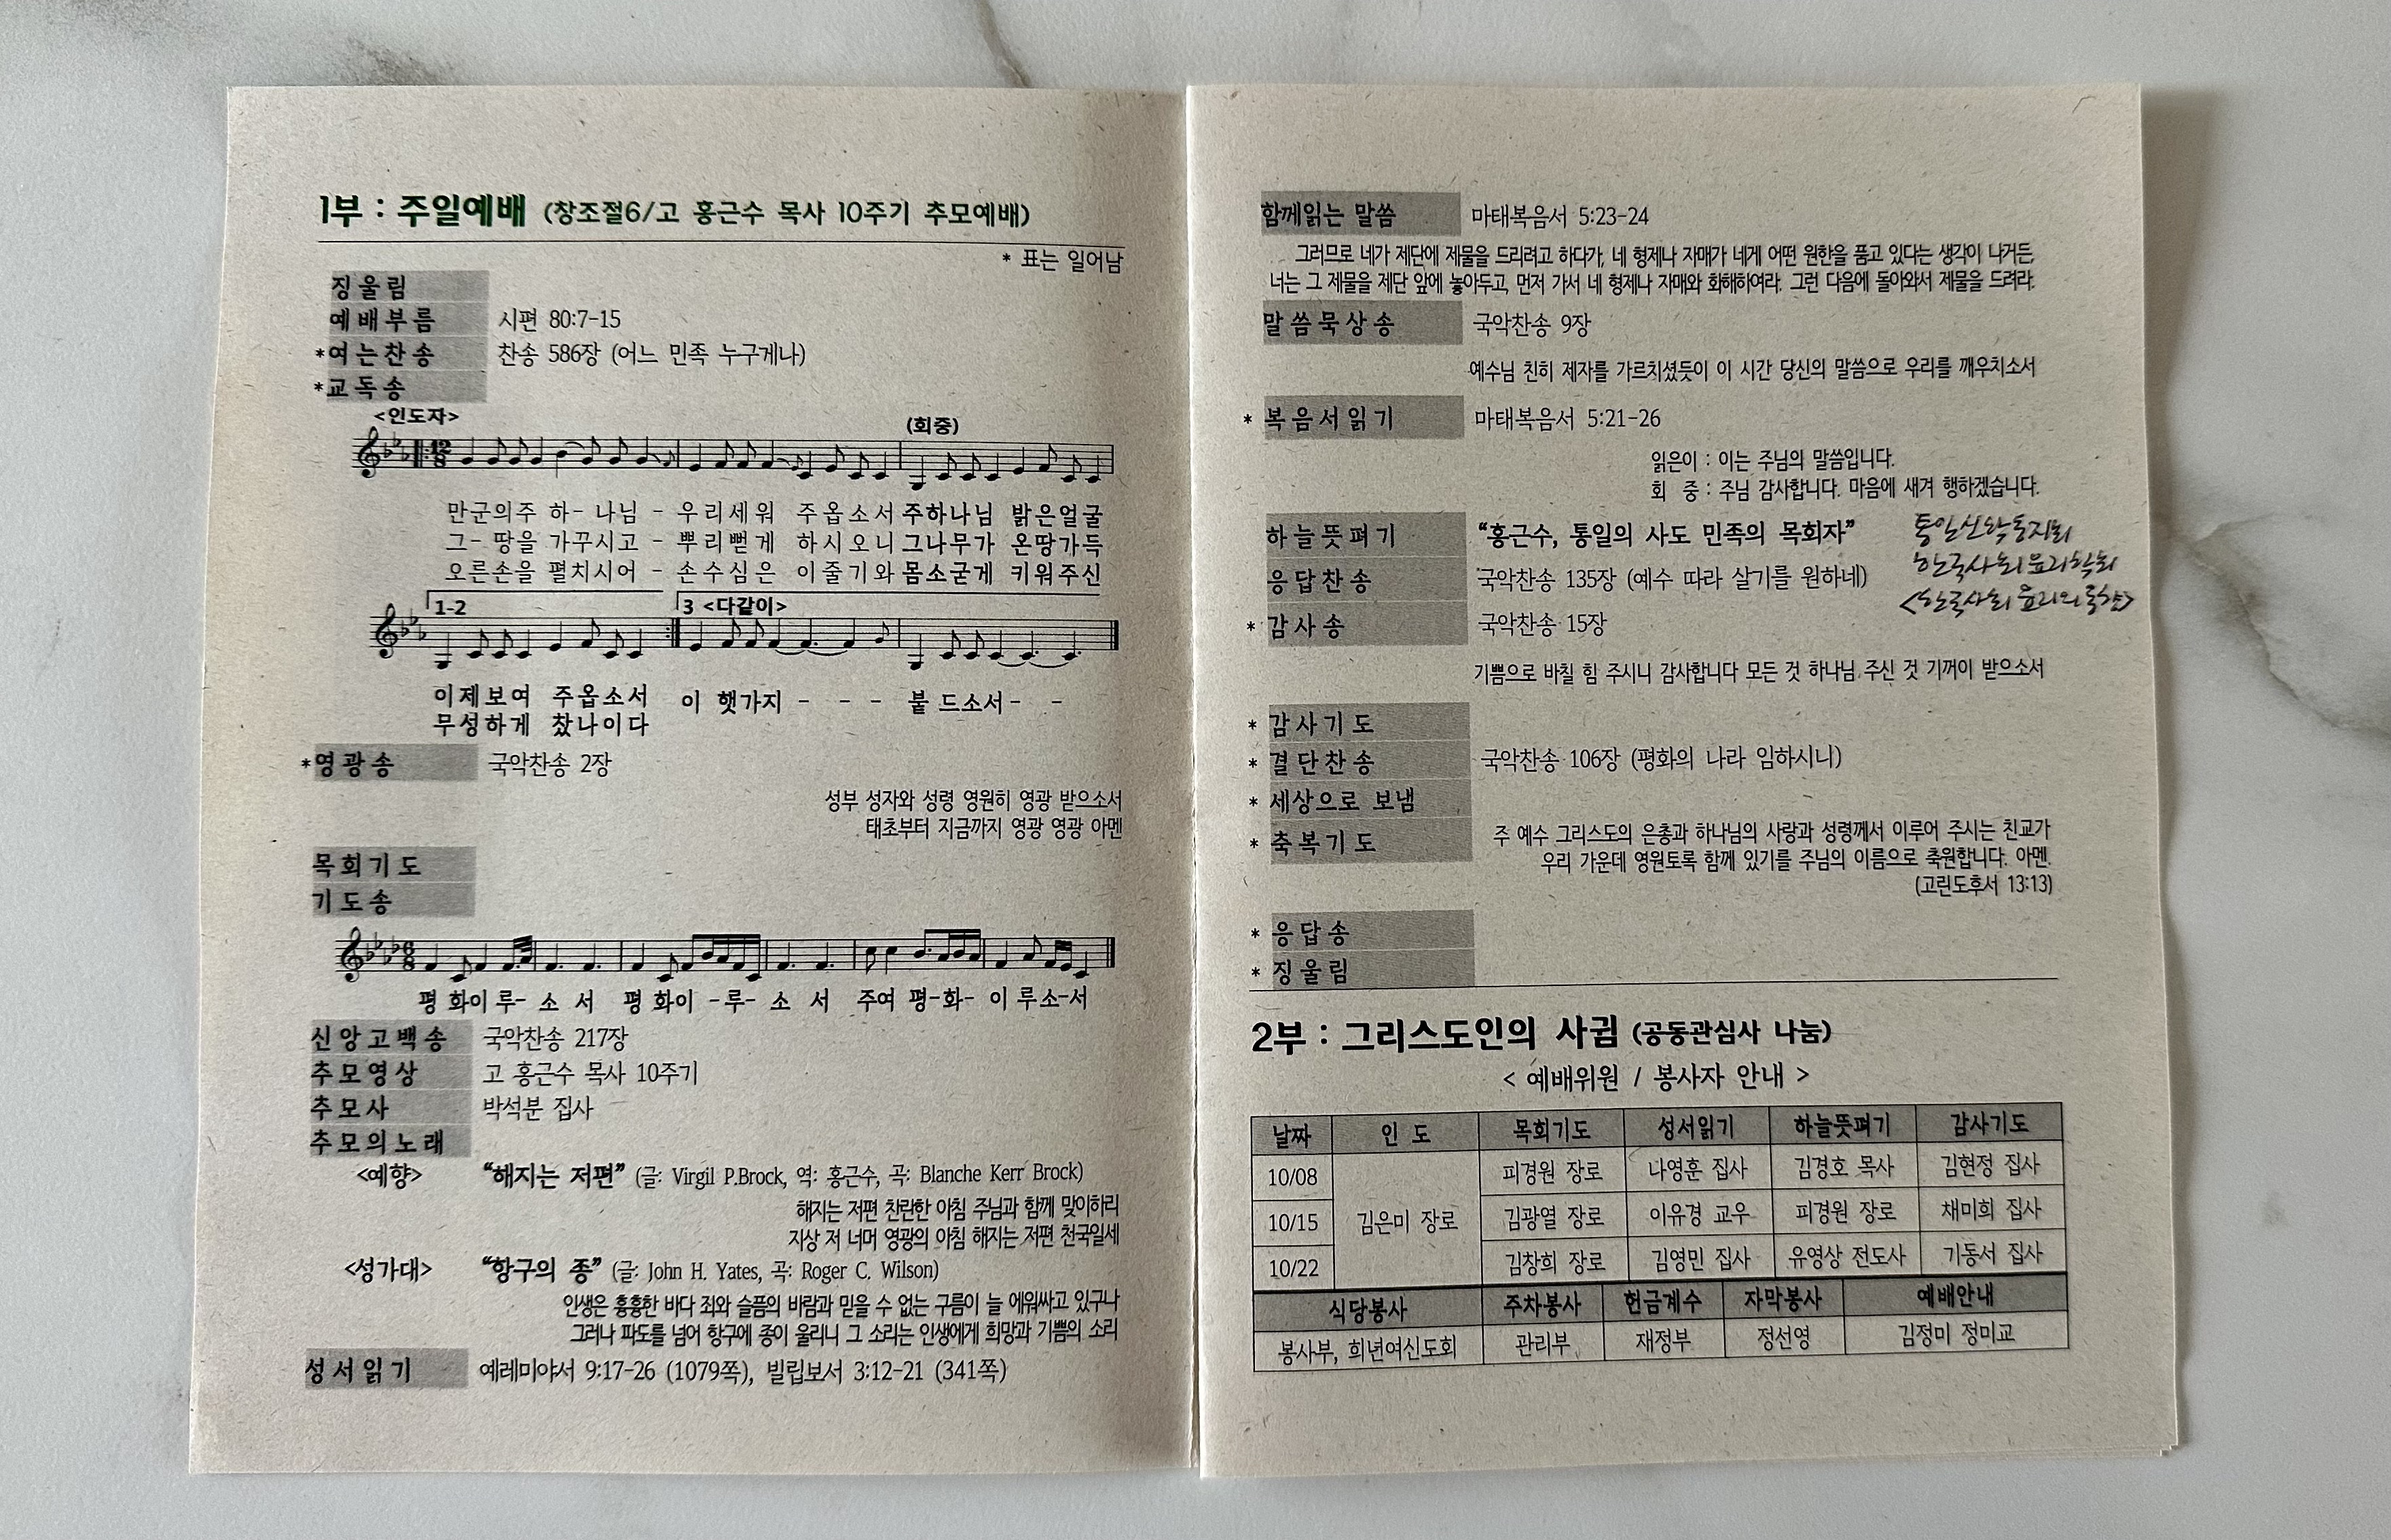 1부 : 주일예배 (창조절6/고 홍근수 목사 10주기 추모예배)
* 표는 일어남
징울림
예배부름 시편 80:7-15
*여는찬송 찬송 586장 (어느 민족 누구게나)
*교독송
<인도자>
(회중)
12
8
만군의주 하- 나님 - 우리세워 주옵소서 주하나님 밝은얼굴
그- 땅을 가꾸시고 - 뿌리뻗게 하시오니 그나무가 온땅가득
오른손을 펼치시어 - 손수심은 이줄기와 몸소굳게 키워주신
1-2 3 <다같이>
이제보여 주옵소서 이 햇가지 - - - 붙 드소서- -
무성하게 찼나이다
*영광송 국악찬송 2장
성부 성자와 성령 영원히 영광 받으소서
태초부터 지금까지 영광 영광 아멘
목회기도
기도송
6
8
평 화이 루- 소 서 평 화이 -루- 소 서 주여 평-화- 이 루소-서
신앙고백송 국악찬송 217장
추모영상 고 홍근수 목사 10주기
추모사 박석분 집사
추모의노래
<예향> “해지는 저편” (글: Virgil P.Brock, 역: 홍근수, 곡: Blanche Kerr Brock)
해지는 저편 찬란한 아침 주님과 함께 맞이하리
지상 저 너머 영광의 아침 해지는 저편 천국일세
<성가대> “항구의 종” (글: John H. Yates, 곡: Roger C. Wilson)
인생은 흉흉한 바다 죄와 슬픔의 바람과 믿을 수 없는 구름이 늘 에워싸고 있구나
그러나 파도를 넘어 항구에 종이 울리니 그 소리는 인생에게 희망과 기쁨의 소리
성서읽기 예레미야서 9:17-26 (1079쪽), 빌립보서 3:12-21 (341쪽)
함께읽는 말씀 마태복음서 5:23-24
그러므로 네가 제단에 제물을 드리려고 하다가, 네 형제나 자매가 네게 어떤 원한을 품고 있다는 생각이 나거든,
너는 그 제물을 제단 앞에 놓아두고, 먼저 가서 네 형제나 자매와 화해하여라. 그런 다음에 돌아와서 제물을 드려라.
말씀묵상송 국악찬송 9장
예수님 친히 제자를 가르치셨듯이 이 시간 당신의 말씀으로 우리를 깨우치소서
* 복음서읽기 마태복음서 5:21-26
읽은이 : 이는 주님의 말씀입니다.
회 중 : 주님 감사합니다. 마음에 새겨 행하겠습니다.
하늘뜻펴기 “홍근수, 통일의 사도 민족의 목회자” 통일신학동지회
한국사회윤리학회
응답찬송 국악찬송 135장 (예수 따라 살기를 원하네)
<한국사회 윤리의 동향>
* 감사송 국악찬송 15장
기쁨으로 바칠 힘 주시니 감사합니다 모든 것 하나님 주신 것 기꺼이 받으소서
* 감사기도
* 결단찬송 국악찬송 106장 (평화의 나라 임하시니)
* 세상으로 보냄
* 축복기도 주 예수 그리스도의 은총과 하나님의 사랑과 성령께서 이루어 주시는 친교가
우리 가운데 영원토록 함께 있기를 주님의 이름으로 축원합니다. 아멘.
(고린도후서 13:13)
* 응답송
* 징울림
2부 : 그리스도인의 사귐 (공동관심사 나눔)
< 예배위원 / 봉사자 안내 >
날짜 인 도 목회기도 성서읽기 하늘뜻펴기 감사기도
10/08 피경원 장로 나영훈 집사 김경호 목사 김현정 집사
10/15 김은미 장로 김광열 장로 이유경 교우 피경원 장로 채미희 집사
10/22 김창희 장로 김영민 집사 유영상 전도사 기동서 집사
식당봉사 주차봉사 헌금계수 자막봉사 예배안내
봉사부, 희년여신도회 관리부 재정부 정선영 김정미 정미교